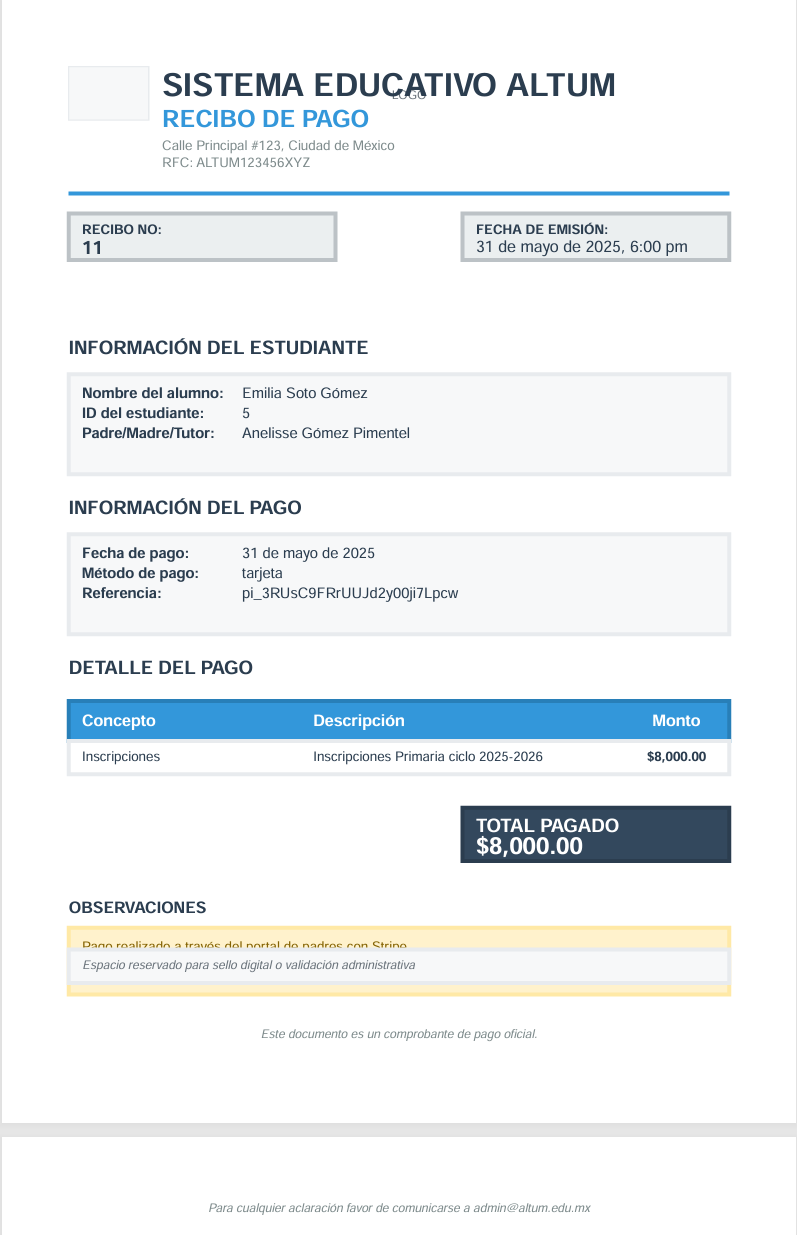 SISTEMA EDUCATIVO ALTUM
LOGO
RECIBO DE PAGO
Calle Principal #123, Ciudad de México
RFC: ALTUM123456XYZ
RECIBO NO:
11
FECHA DE EMISIÓN:
31 de mayo de 2025, 6:00 pm
INFORMACIÓN DEL ESTUDIANTE
Nombre del alumno: Emilia Soto Gómez
ID del estudiante: 5
Padre/Madre/Tutor: Anelisse Gómez Pimentel
INFORMACIÓN DEL PAGO
Fecha de pago: 31 de mayo de 2025
Método de pago: tarjeta
Referencia: pi_3RUsC9FRrUUJd2y00ji7Lpcw
DETALLE DEL PAGO
Concepto Descripción Monto
Inscripciones Inscripciones Primaria ciclo 2025-2026 $8,000.00
TOTAL PAGADO
$8,000.00
OBSERVACIONES
Pago realizado a través del portal de padres con Stripe
Espacio reservado para sello digital o validación administrativa
Este documento es un comprobante de pago oficial.
Para cualquier aclaración favor de comunicarse a admin@altum.edu.mx